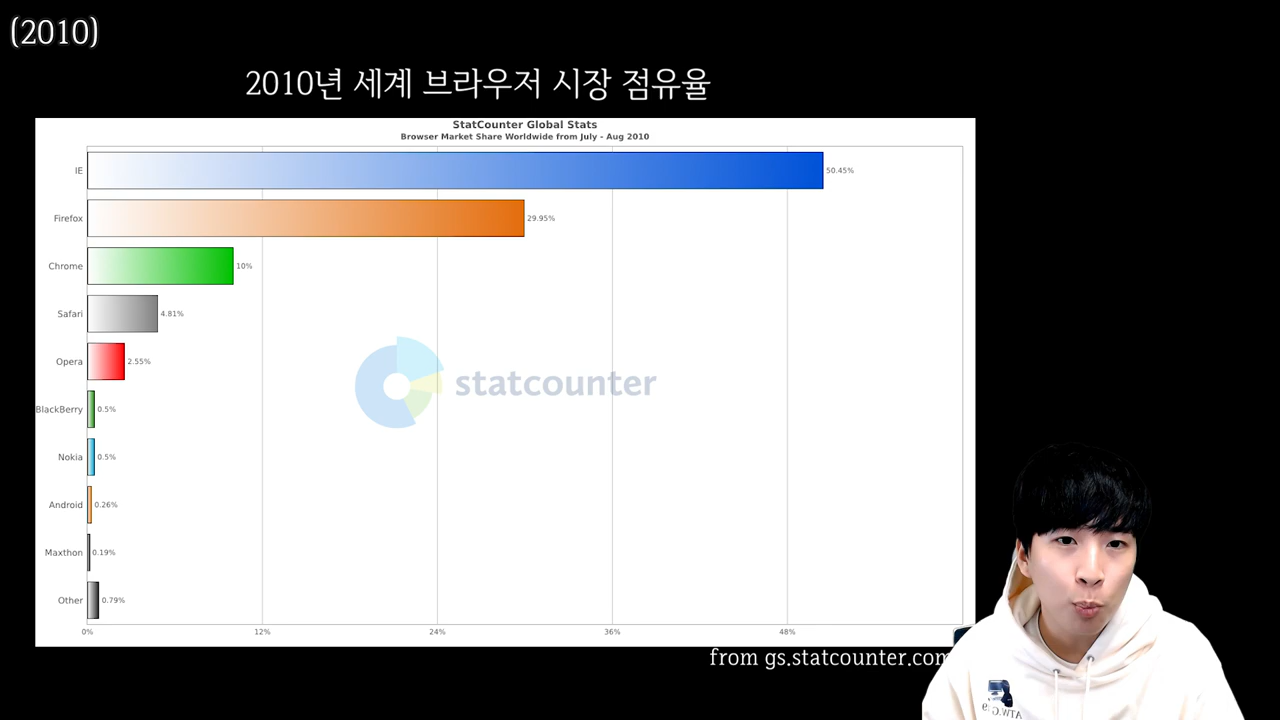 (2010)
2010년 세계 브라우저 시장 점유율
StatCounter Global Stats
Browser Market Share Worldwide from July - Aug 2010
IE 50.45%
Firefox 29.95%
Chrome 10%
Safari 4.81%
Opera 2.55%
BlackBerry 0.5%
Nokia 0.5%
Android 0.26%
Maxthon 0.19%
Other 0.79%
0% 12% 24% 36% 48%
statcounter
from gs.statcounter.com